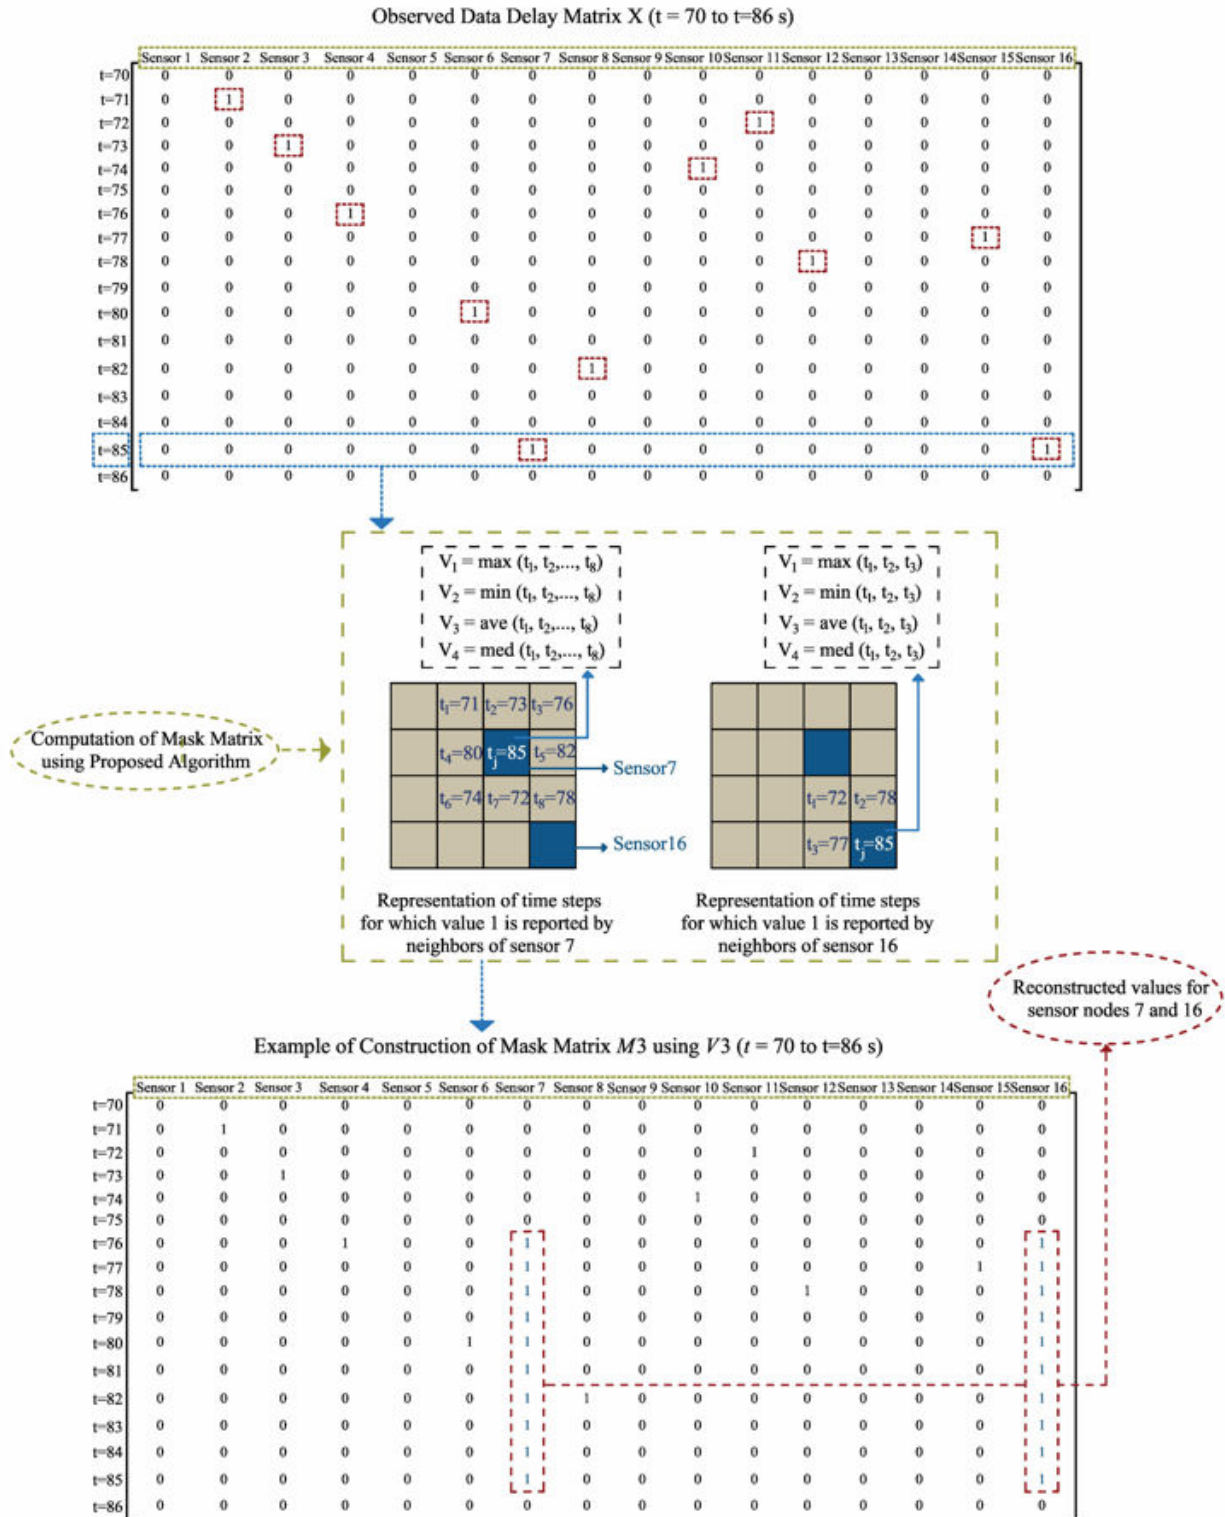 Observed Data Delay Matrix X (t = 70 to t=86 s)
Sensor 1 Sensor 2 Sensor 3 Sensor 4 Sensor 5 Sensor 6 Sensor 7 Sensor 8 Sensor 9 Sensor 10 Sensor 11 Sensor 12 Sensor 13 Sensor 14 Sensor 15 Sensor 16
t=70 0 0 0 0 0 0 0 0 0 0 0 0 0 0 0 0
t=71 0 1 0 0 0 0 0 0 0 0 0 0 0 0 0 0
t=72 0 0 0 0 0 0 0 0 0 0 1 0 0 0 0 0
t=73 0 0 1 0 0 0 0 0 0 0 0 0 0 0 0 0
t=74 0 0 0 0 0 0 0 0 0 1 0 0 0 0 0 0
t=75 0 0 0 0 0 0 0 0 0 0 0 0 0 0 0 0
t=76 0 0 0 1 0 0 0 0 0 0 0 0 0 0 0 0
t=77 0 0 0 0 0 0 0 0 0 0 0 0 0 0 1 0
t=78 0 0 0 0 0 0 0 0 0 0 0 1 0 0 0 0
t=79 0 0 0 0 0 0 0 0 0 0 0 0 0 0 0 0
t=80 0 0 0 0 0 1 0 0 0 0 0 0 0 0 0 0
t=81 0 0 0 0 0 0 0 0 0 0 0 0 0 0 0 0
t=82 0 0 0 0 0 0 0 1 0 0 0 0 0 0 0 0
t=83 0 0 0 0 0 0 0 0 0 0 0 0 0 0 0 0
t=84 0 0 0 0 0 0 0 0 0 0 0 0 0 0 0 0
t=85 0 0 0 0 0 0 1 0 0 0 0 0 0 0 0 1
t=86 0 0 0 0 0 0 0 0 0 0 0 0 0 0 0 0
V1 = max (t1, t2,..., t8)
V2 = min (t1, t2,..., t8)
V3 = ave (t1, t2,..., t8)
V4 = med (t1, t2,..., t8)
V1 = max (t1, t2, t3)
V2 = min (t1, t2, t3)
V3 = ave (t1, t2, t3)
V4 = med (t1, t2, t3)
Computation of Mask Matrix
using Proposed Algorithm
t1=71 t2=73 t3=76
t4=80 tj=85 t5=82
t6=74 t7=72 t8=78
Sensor7
Sensor16
t1=72 t2=78
t3=77 tj=85
Representation of time steps
for which value 1 is reported by
neighbors of sensor 7
Representation of time steps
for which value 1 is reported by
neighbors of sensor 16
Reconstructed values for
sensor nodes 7 and 16
Example of Construction of Mask Matrix M3 using V3 (t = 70 to t=86 s)
Sensor 1 Sensor 2 Sensor 3 Sensor 4 Sensor 5 Sensor 6 Sensor 7 Sensor 8 Sensor 9 Sensor 10 Sensor 11 Sensor 12 Sensor 13 Sensor 14 Sensor 15 Sensor 16
t=70 0 0 0 0 0 0 0 0 0 0 0 0 0 0 0 0
t=71 0 1 0 0 0 0 0 0 0 0 0 0 0 0 0 0
t=72 0 0 0 0 0 0 0 0 0 0 1 0 0 0 0 0
t=73 0 0 1 0 0 0 0 0 0 0 0 0 0 0 0 0
t=74 0 0 0 0 0 0 0 0 0 1 0 0 0 0 0 0
t=75 0 0 0 0 0 0 0 0 0 0 0 0 0 0 0 0
t=76 0 0 0 1 0 0 1 0 0 0 0 0 0 0 0 1
t=77 0 0 0 0 0 0 1 0 0 0 0 0 0 0 1 1
t=78 0 0 0 0 0 0 1 0 0 0 0 1 0 0 0 1
t=79 0 0 0 0 0 0 1 0 0 0 0 0 0 0 0 1
t=80 0 0 0 0 0 1 1 0 0 0 0 0 0 0 0 1
t=81 0 0 0 0 0 0 1 0 0 0 0 0 0 0 0 1
t=82 0 0 0 0 0 0 1 1 0 0 0 0 0 0 0 1
t=83 0 0 0 0 0 0 1 0 0 0 0 0 0 0 0 1
t=84 0 0 0 0 0 0 1 0 0 0 0 0 0 0 0 1
t=85 0 0 0 0 0 0 1 0 0 0 0 0 0 0 0 1
t=86 0 0 0 0 0 0 0 0 0 0 0 0 0 0 0 0